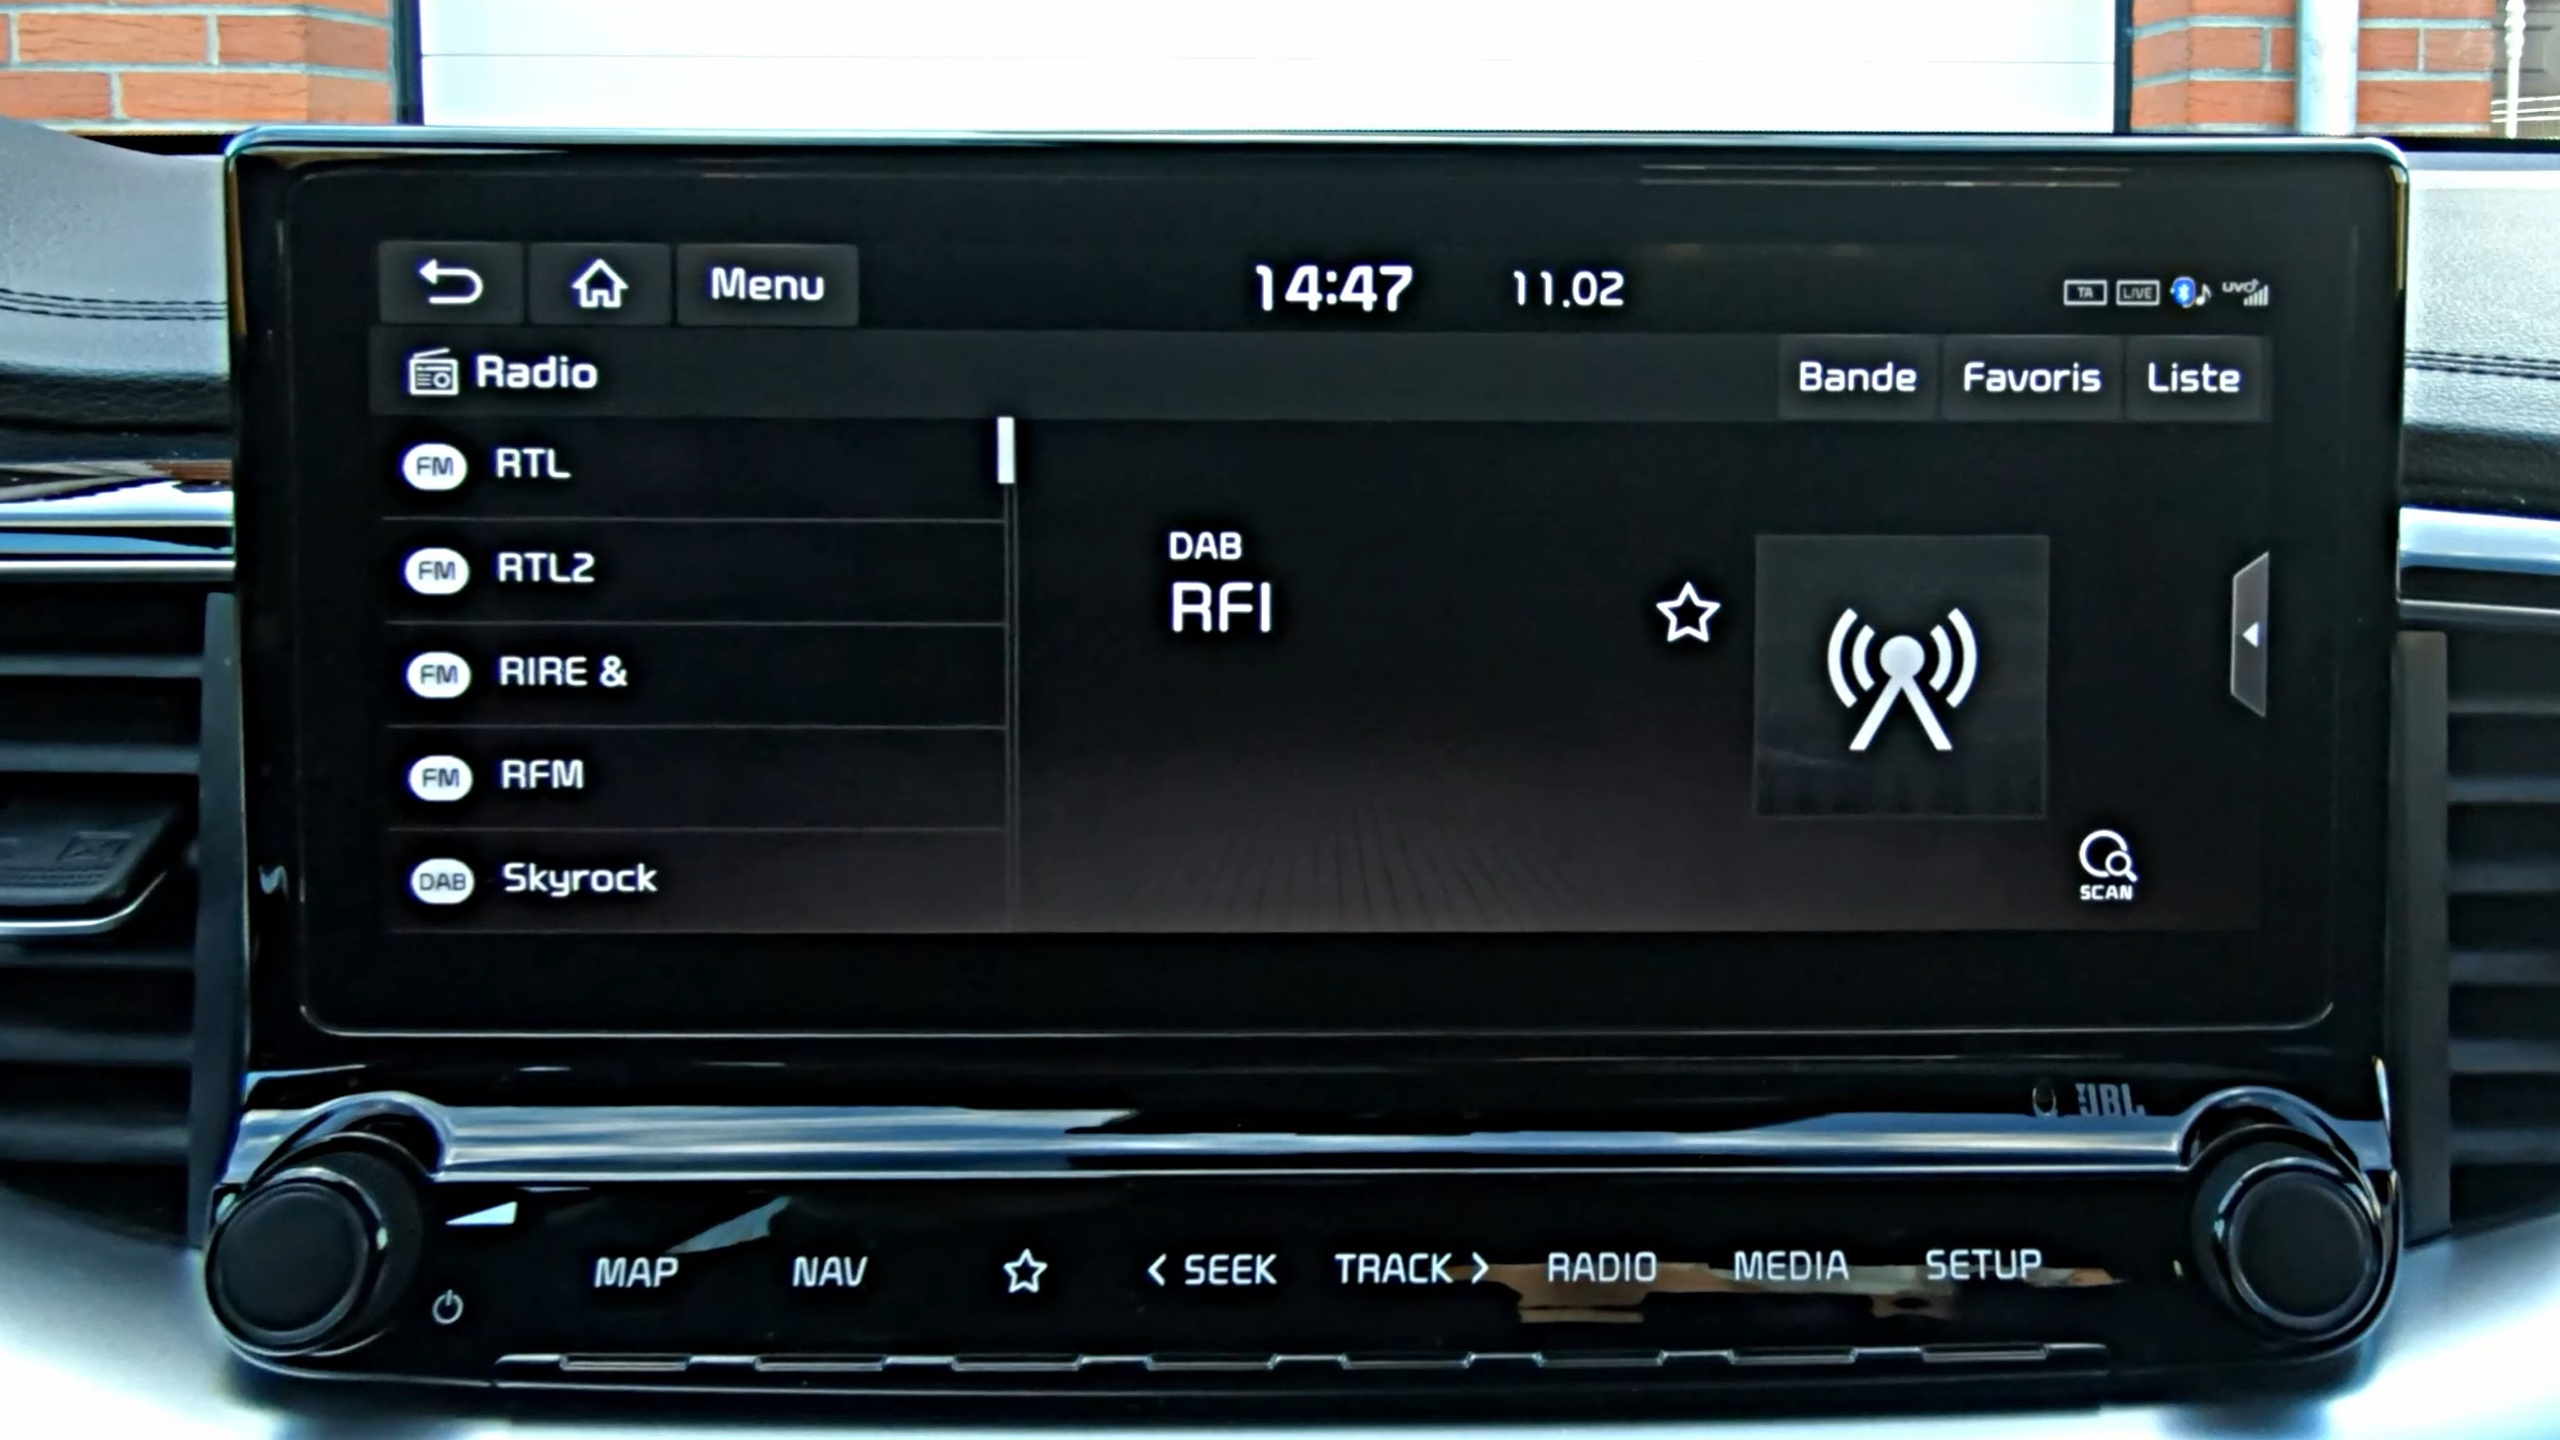 Menu
14:47 11.02
TA LIVE UVO
Radio
Bande Favoris Liste
FM RTL
FM RTL2
FM RIRE &
FM RFM
DAB Skyrock
DAB
RFI
SCAN
JBL
MAP NAV < SEEK TRACK > RADIO MEDIA SETUP